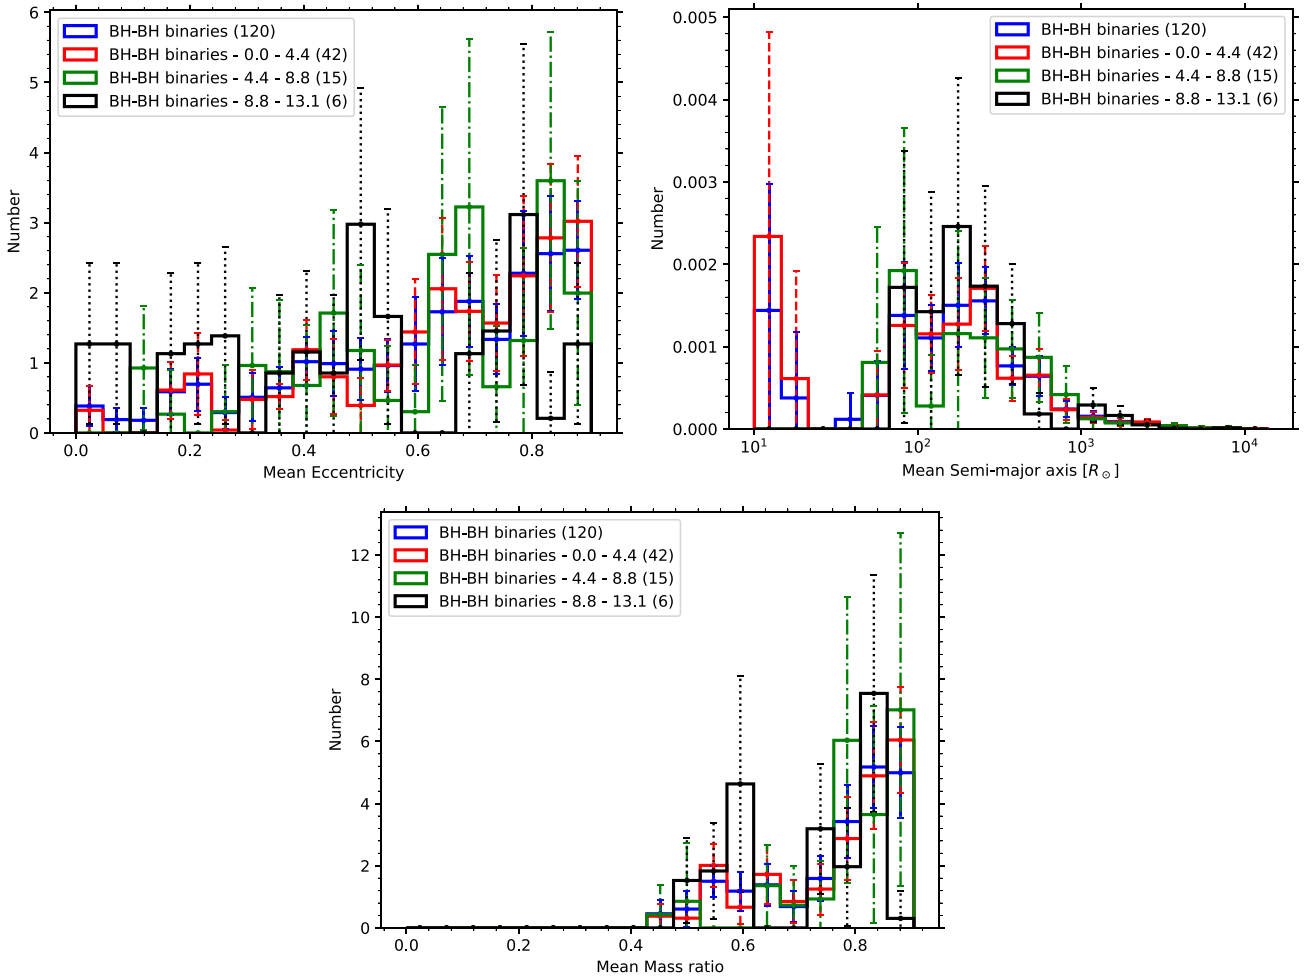 6
5
4
3
2
1
0
Number
BH-BH binaries (120)
BH-BH binaries - 0.0 - 4.4 (42)
BH-BH binaries - 4.4 - 8.8 (15)
BH-BH binaries - 8.8 - 13.1 (6)
0.0 0.2 0.4 0.6 0.8
Mean Eccentricity
0.005
0.004
0.003
0.002
0.001
0.000
Number
BH-BH binaries (120)
BH-BH binaries - 0.0 - 4.4 (42)
BH-BH binaries - 4.4 - 8.8 (15)
BH-BH binaries - 8.8 - 13.1 (6)
10¹ 10² 10³ 10⁴
Mean Semi-major axis [R⊙]
12
10
8
6
4
2
0
Number
BH-BH binaries (120)
BH-BH binaries - 0.0 - 4.4 (42)
BH-BH binaries - 4.4 - 8.8 (15)
BH-BH binaries - 8.8 - 13.1 (6)
0.0 0.2 0.4 0.6 0.8
Mean Mass ratio